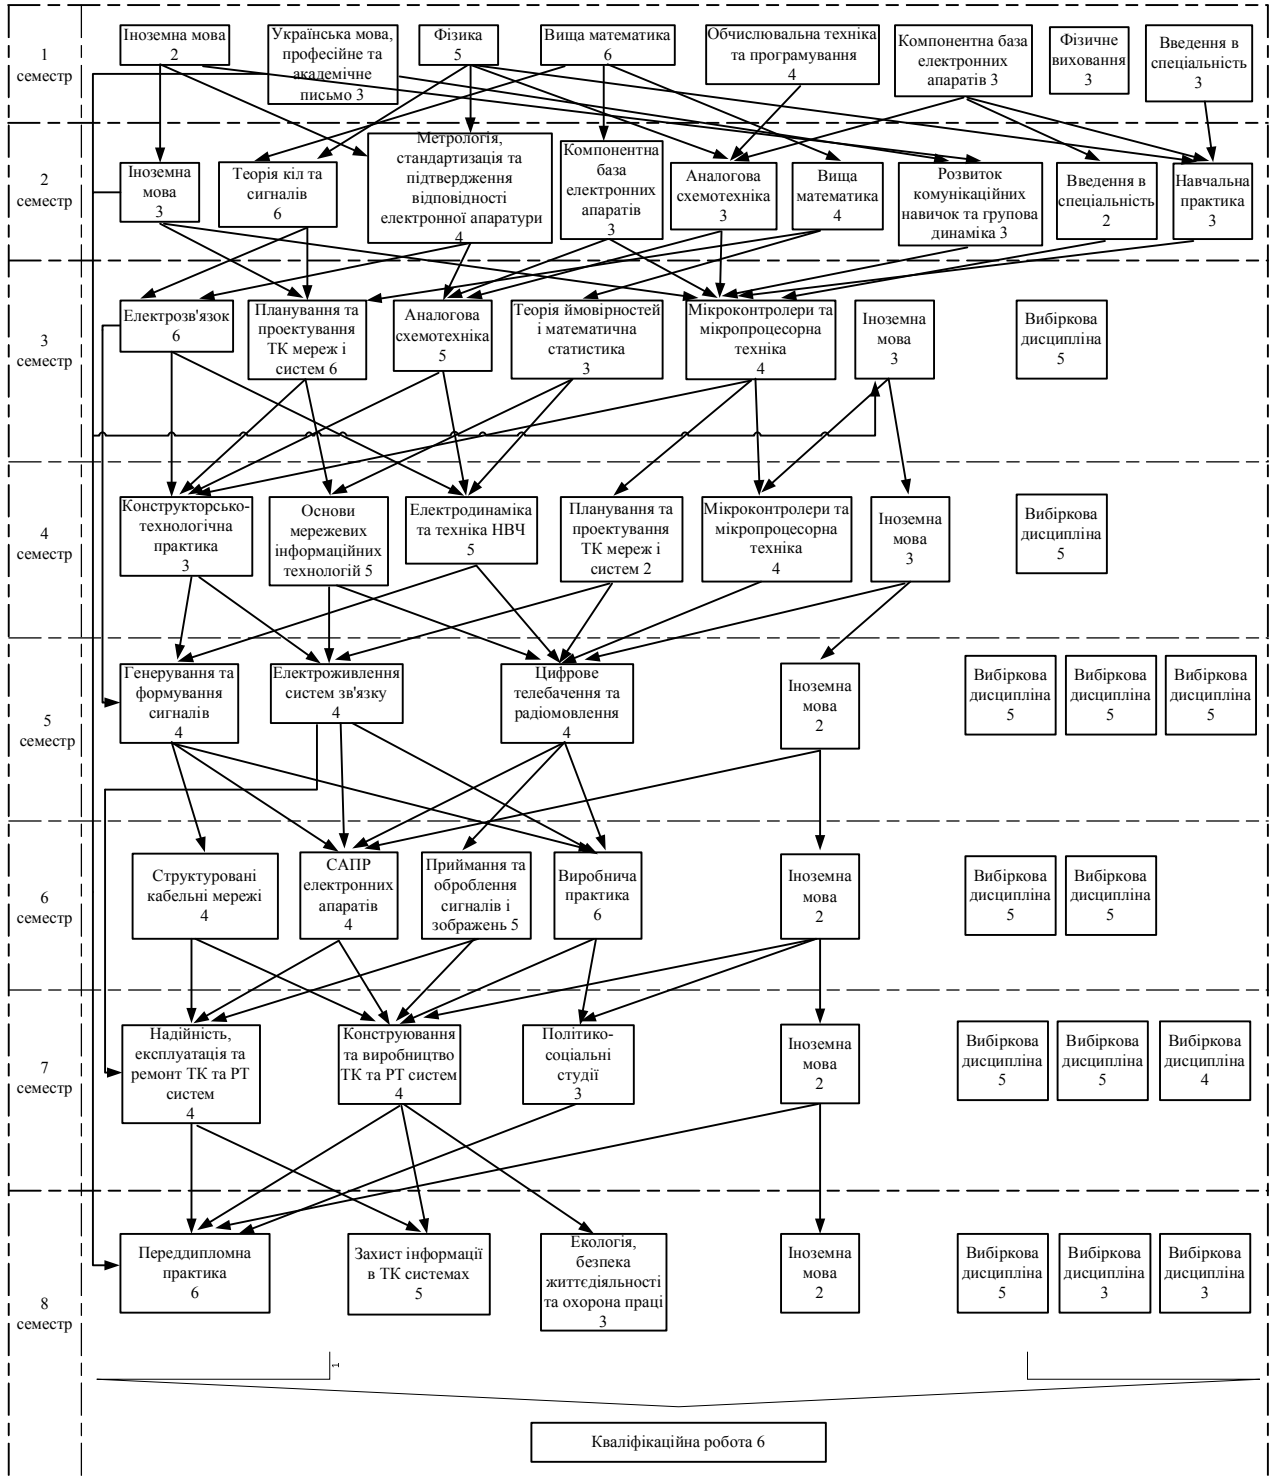 1
семестр
Іноземна мова
2
Українська мова,
професійне та
академічне
письмо 3
Фізика
5
Вища математика
6
Обчислювальна техніка
та програмування
4
Компонентна база
електронних
апаратів 3
Фізичне
виховання
3
Введення в
спеціальність
3
2
семестр
Іноземна
мова
3
Теорія кіл та
сигналів
6
Метрологія,
стандартизація та
підтвердження
відповідності
електронної апаратури
4
Компонентна
база
електронних
апаратів
3
Аналогова
схемотехніка
3
Вища
математика
4
Розвиток
комунікаційних
навичок та групова
динаміка 3
Введення в
спеціальність
2
Навчальна
практика
3
3
семестр
Електрозв'язок
6
Планування та
проектування
ТК мереж і
систем 6
Аналогова
схемотехніка
5
Теорія ймовірностей
і математична
статистика
3
Мікроконтролери та
мікропроцесорна
техніка
4
Іноземна
мова
3
Вибіркова
дисципліна
5
4
семестр
Конструкторсько-
технологічна
практика
3
Основи
мережевих
інформаційних
технологій 5
Електродинаміка
та техніка НВЧ
5
Планування та
проектування
ТК мереж і
систем 2
Мікроконтролери та
мікропроцесорна
техніка
4
Іноземна
мова
3
Вибіркова
дисципліна
5
5
семестр
Генерування та
формування
сигналів
4
Електроживлення
систем зв'язку
4
Цифрове
телебачення та
радіомовлення
4
Іноземна
мова
2
Вибіркова
дисципліна
5
Вибіркова
дисципліна
5
Вибіркова
дисципліна
5
6
семестр
Структуровані
кабельні мережі
4
САПР
електронних
апаратів
4
Приймання та
оброблення
сигналів і
зображень 5
Виробнича
практика
6
Іноземна
мова
2
Вибіркова
дисципліна
5
Вибіркова
дисципліна
5
7
семестр
Надійність,
експлуатація та
ремонт ТК та РТ
систем
4
Конструювання
та виробництво
ТК та РТ систем
4
Політико-
соціальні
студії
3
Іноземна
мова
2
Вибіркова
дисципліна
5
Вибіркова
дисципліна
5
Вибіркова
дисципліна
4
8
семестр
Переддипломна
практика
6
Захист інформації
в ТК системах
5
Екологія,
безпека
життєдіяльності
та охорона праці
3
Іноземна
мова
2
Вибіркова
дисципліна
5
Вибіркова
дисципліна
3
Вибіркова
дисципліна
3
1
Кваліфікаційна робота 6